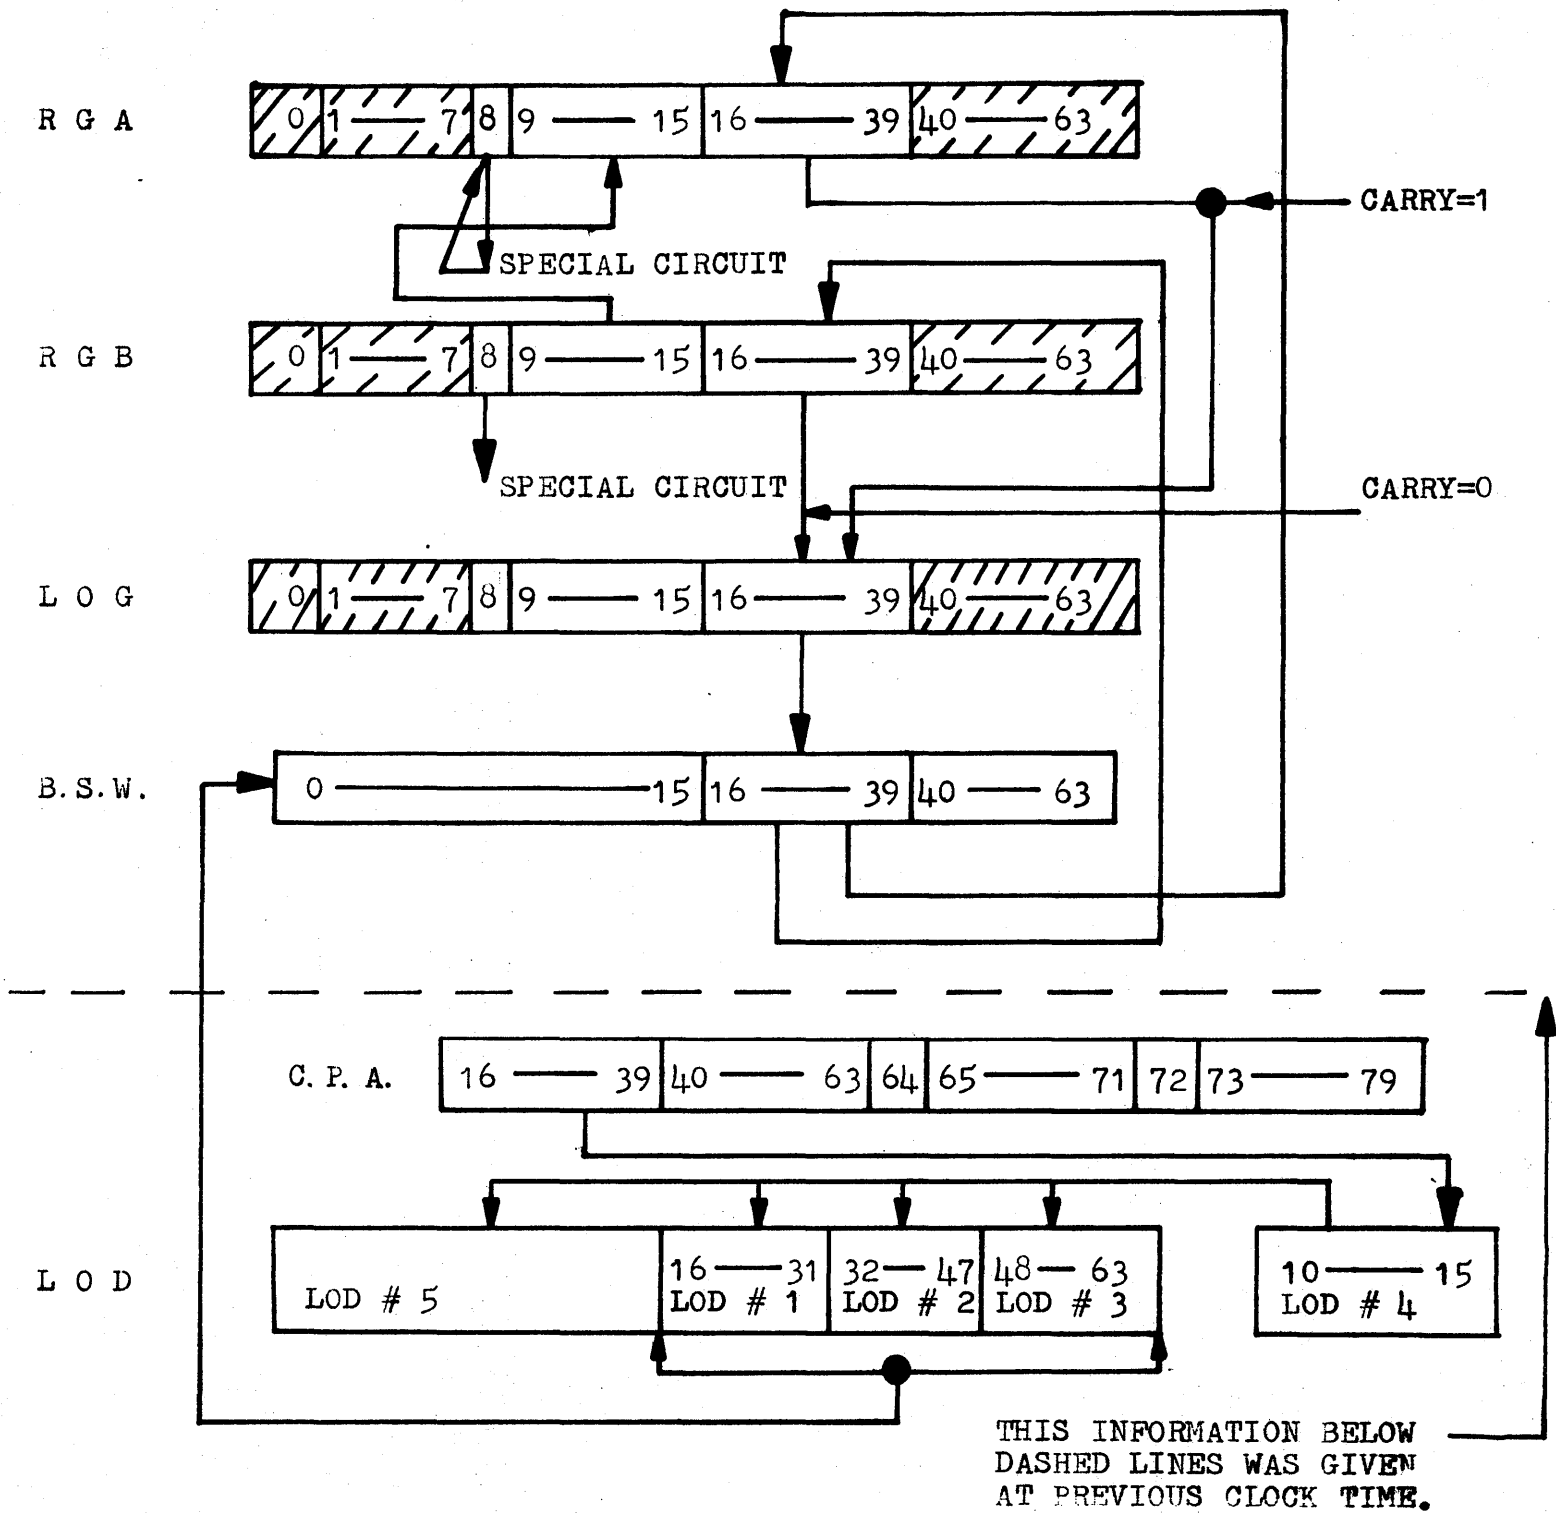 R G A 0 1 7 8 9 15 16 39 40 63
CARRY=1
SPECIAL CIRCUIT
R G B 0 1 7 8 9 15 16 39 40 63
SPECIAL CIRCUIT CARRY=0
L O G 0 1 7 8 9 15 16 39 40 63
B.S.W. 0 15 16 39 40 63
C.P.A. 16 39 40 63 64 65 71 72 73 79
L O D
LOD # 5
16 31
LOD # 1
32 47
LOD # 2
48 63
LOD # 3
10 15
LOD # 4
THIS INFORMATION BELOW
DASHED LINES WAS GIVEN
AT PREVIOUS CLOCK TIME.